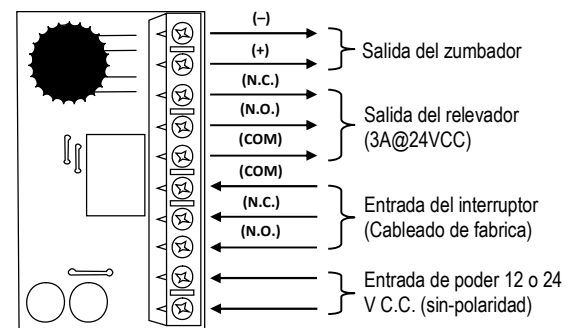 (–)
(+)
Salida del zumbador
(N.C.)
(N.O.)
(COM)
Salida del relevador
(3A@24VCC)
(COM)
(N.C.)
(N.O.)
Entrada del interruptor
(Cableado de fabrica)
Entrada de poder 12 o 24
V C.C. (sin-polaridad)